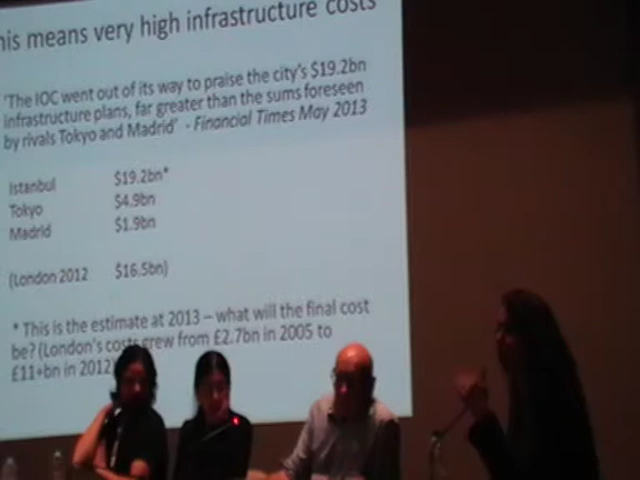 his means very high infrastructure costs
'The IOC went out of its way to praise the city's $19.2bn
infrastructure plans, far greater than the sums foreseen
by rivals Tokyo and Madrid' - Financial Times May 2013
Istanbul $19.2bn*
Tokyo $4.9bn
Madrid $1.9bn
(London 2012 $16.5bn)
* This is the estimate at 2013 – what will the final cost
be? (London's costs grew from £2.7bn in 2005 to
£11+bn in 2012)